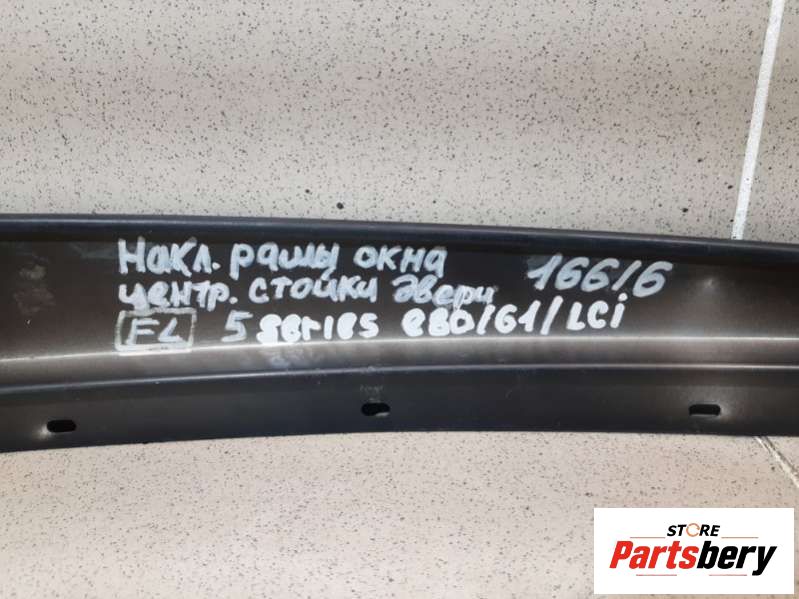 Накл. рамы окна 166/6
центр. стойки двери
FL 5 series e60/61/LCi
STORE
Partsbery